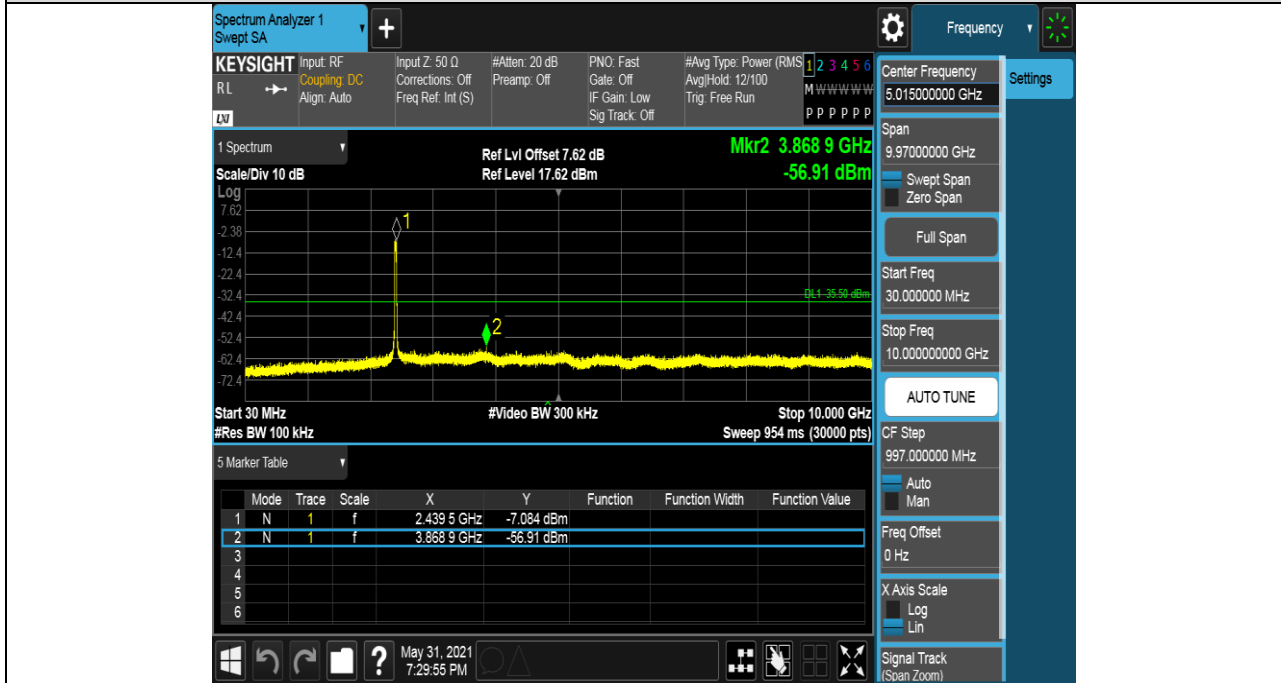 Spectrum Analyzer 1
Swept SA
Frequency
KEYSIGHT
RL
LXI
Input: RF
Coupling: DC
Align: Auto
Input Z: 50 Ω
Corrections: Off
Freq Ref: Int (S)
#Atten: 20 dB
Preamp: Off
PNO: Fast
Gate: Off
IF Gain: Low
Sig Track: Off
#Avg Type: Power (RMS
Avg|Hold: 12/100
Trig: Free Run
1 2 3 4 5 6
M W W W W W
P P P P P P
1 Spectrum
Scale/Div 10 dB
Ref Lvl Offset 7.62 dB
Ref Level 17.62 dBm
Mkr2 3.868 9 GHz
-56.91 dBm
Log
7.62
-2.38
-12.4
-22.4
-32.4
-42.4
-52.4
-62.4
-72.4
1
2
DL1 -35.50 dBm
Start 30 MHz
#Video BW 300 kHz
Stop 10.000 GHz
#Res BW 100 kHz
Sweep 954 ms (30000 pts)
5 Marker Table
Mode Trace Scale X Y Function Function Width Function Value
1 N 1 f 2.439 5 GHz -7.084 dBm
2 N 1 f 3.868 9 GHz -56.91 dBm
3
4
5
6
?
May 31, 2021
7:29:55 PM
Center Frequency
5.015000000 GHz
Settings
Span
9.97000000 GHz
Swept Span
Zero Span
Full Span
Start Freq
30.000000 MHz
Stop Freq
10.000000000 GHz
AUTO TUNE
CF Step
997.000000 MHz
Auto
Man
Freq Offset
0 Hz
X Axis Scale
Log
Lin
Signal Track
(Span Zoom)